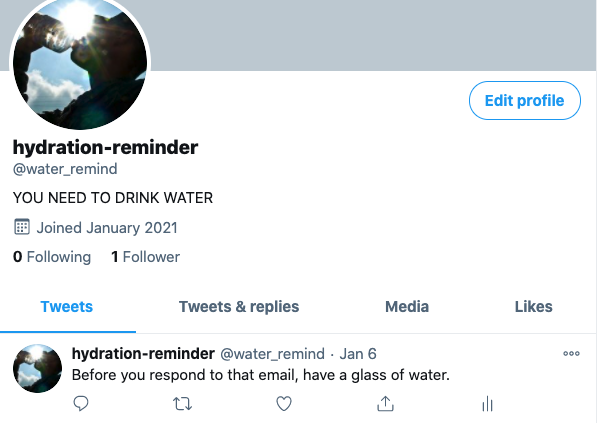 Edit profile
hydration-reminder
@water_remind
YOU NEED TO DRINK WATER
Joined January 2021
0 Following 1 Follower
Tweets Tweets & replies Media Likes
hydration-reminder @water_remind · Jan 6
Before you respond to that email, have a glass of water.